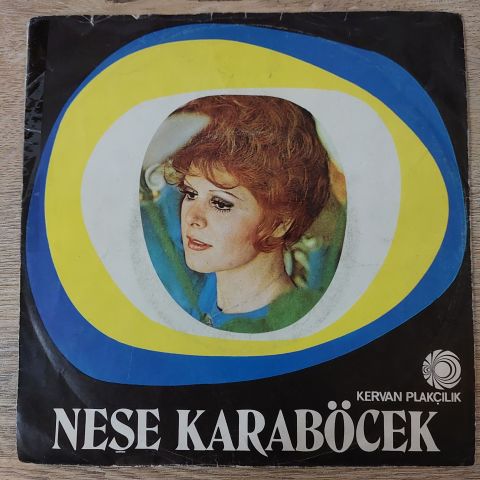 KERVAN PLAKÇILIK
NEŞE KARABÖCEK